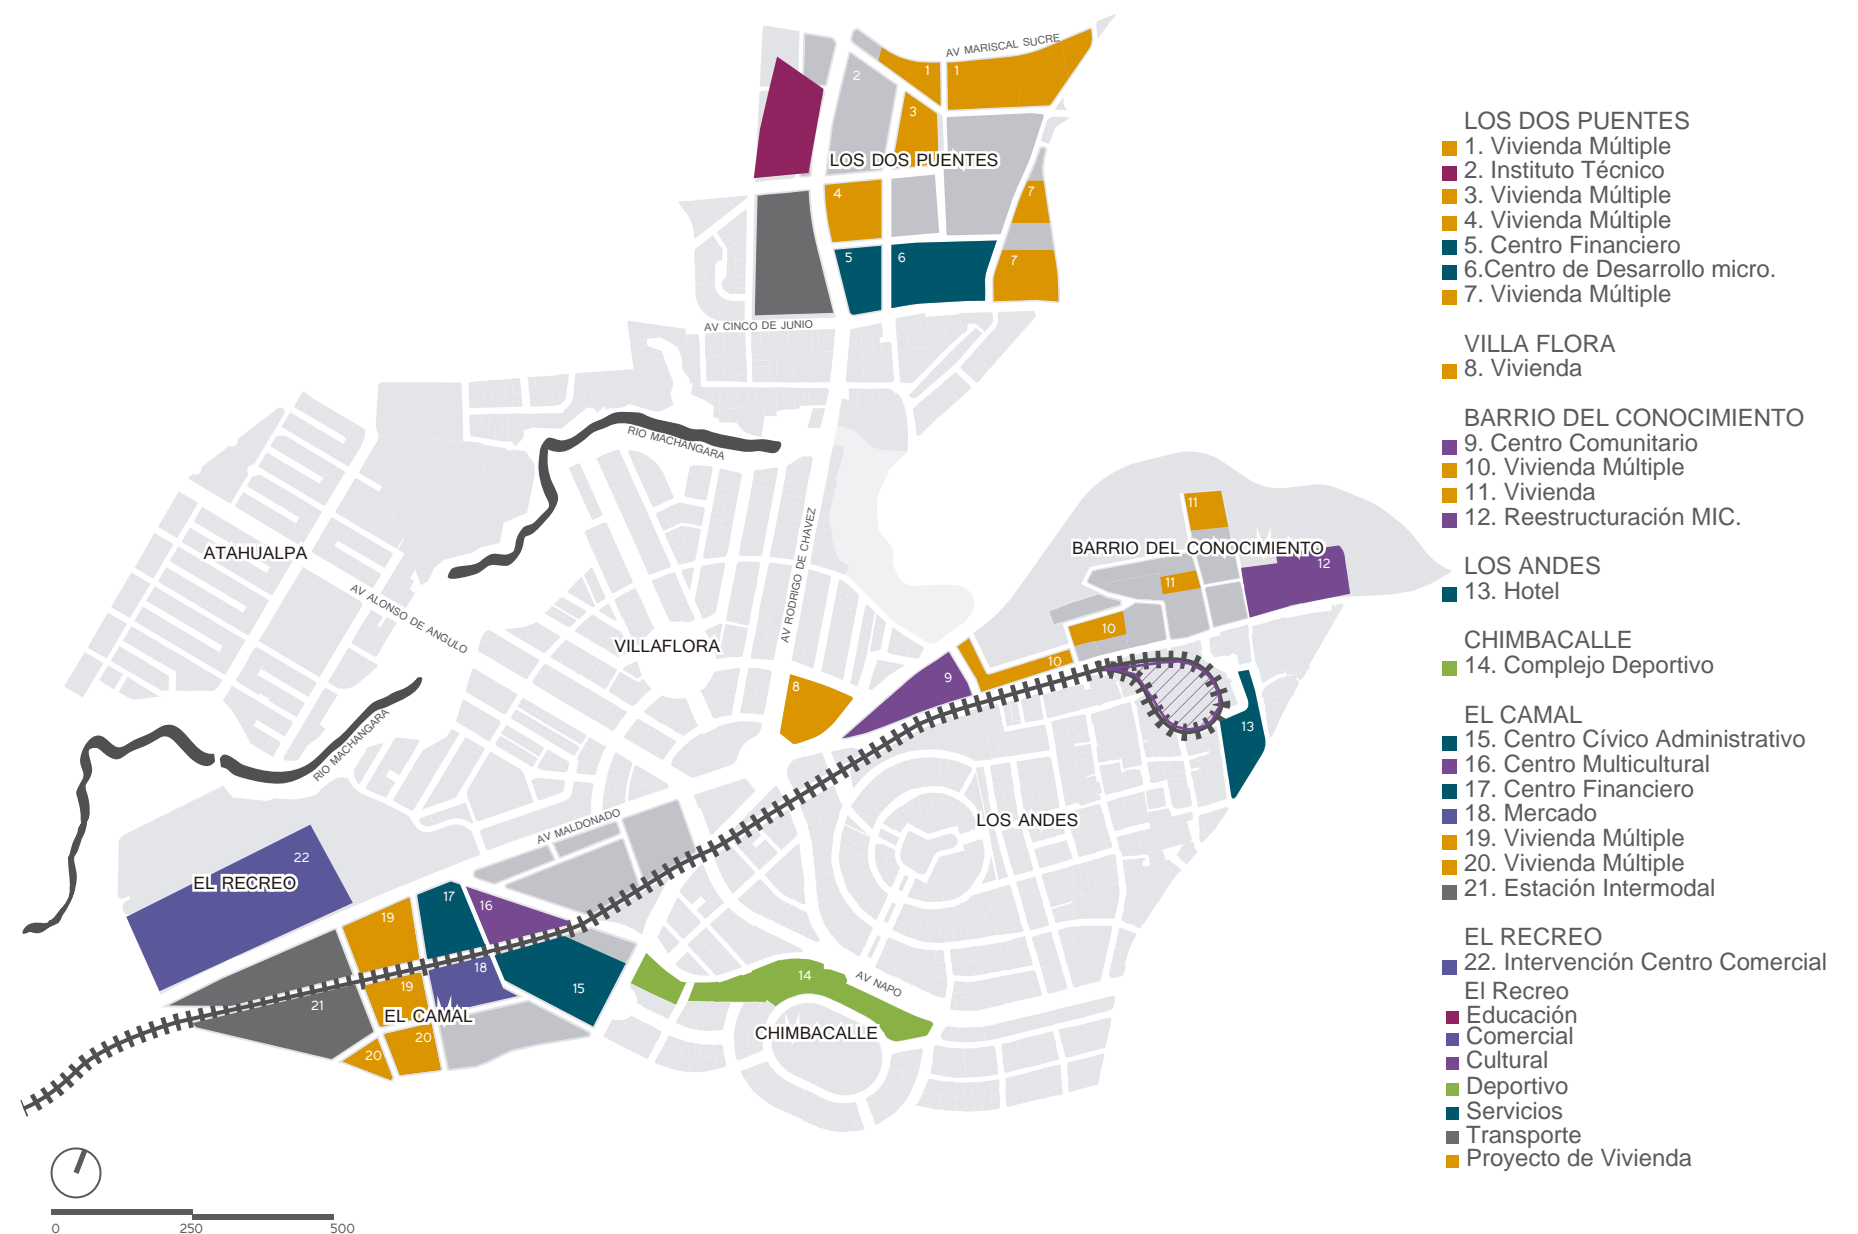 AV MARISCAL SUCRE
1
1
2
3
LOS DOS PUENTES
4
7
5
6
7
AV CINCO DE JUNIO
RIO MACHANGARA
ATAHUALPA
AV ALONSO DE ANGULO
AV RODRIGO DE CHAVEZ
VILLAFLORA
11
BARRIO DEL CONOCIMIENTO
12
11
10
10
9
8
13
RIO MACHANGARA
AV MALDONADO
LOS ANDES
22
EL RECREO
17
16
19
18
19
15
14
AV NAPO
21
EL CAMAL
20
20
CHIMBACALLE
0 250 500
LOS DOS PUENTES
1. Vivienda Múltiple
2. Instituto Técnico
3. Vivienda Múltiple
4. Vivienda Múltiple
5. Centro Financiero
6.Centro de Desarrollo micro.
7. Vivienda Múltiple
VILLA FLORA
8. Vivienda
BARRIO DEL CONOCIMIENTO
9. Centro Comunitario
10. Vivienda Múltiple
11. Vivienda
12. Reestructuración MIC.
LOS ANDES
13. Hotel
CHIMBACALLE
14. Complejo Deportivo
EL CAMAL
15. Centro Cívico Administrativo
16. Centro Multicultural
17. Centro Financiero
18. Mercado
19. Vivienda Múltiple
20. Vivienda Múltiple
21. Estación Intermodal
EL RECREO
22. Intervención Centro Comercial
El Recreo
Educación
Comercial
Cultural
Deportivo
Servicios
Transporte
Proyecto de Vivienda